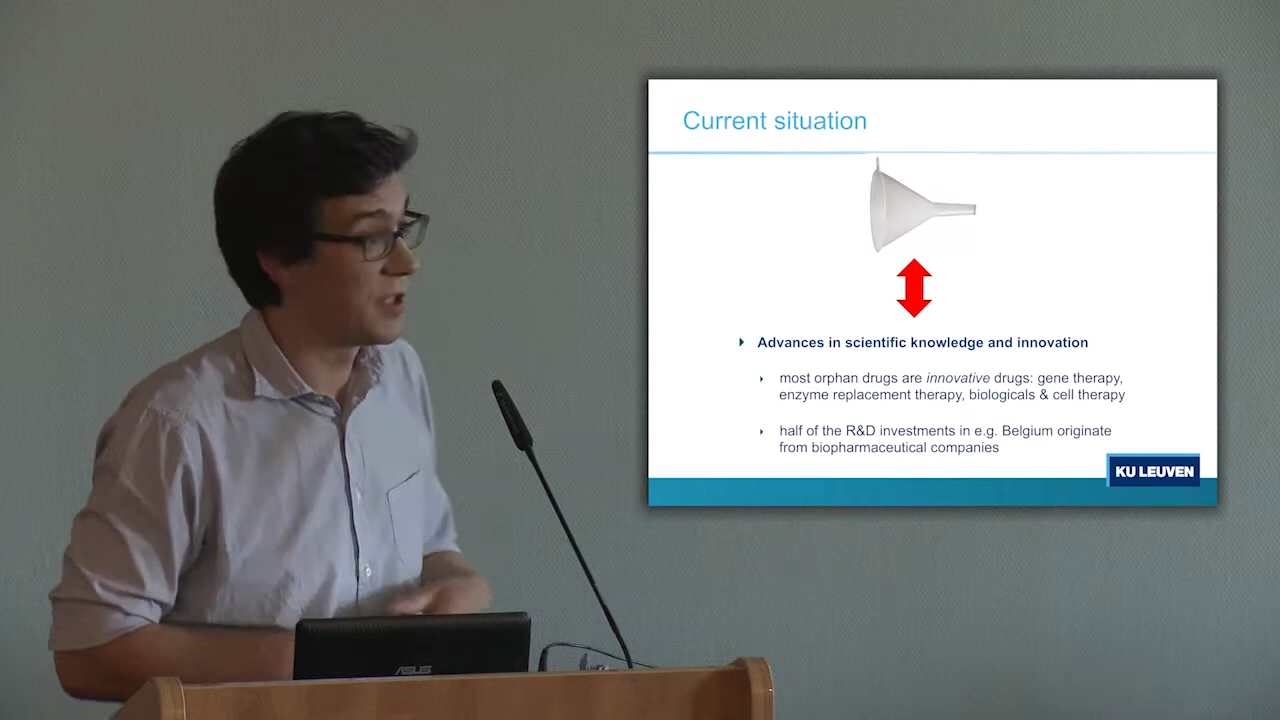 Current situation
Advances in scientific knowledge and innovation
most orphan drugs are innovative drugs: gene therapy,
enzyme replacement therapy, biologicals & cell therapy
half of the R&D investments in e.g. Belgium originate
from biopharmaceutical companies
KU LEUVEN
ASUS